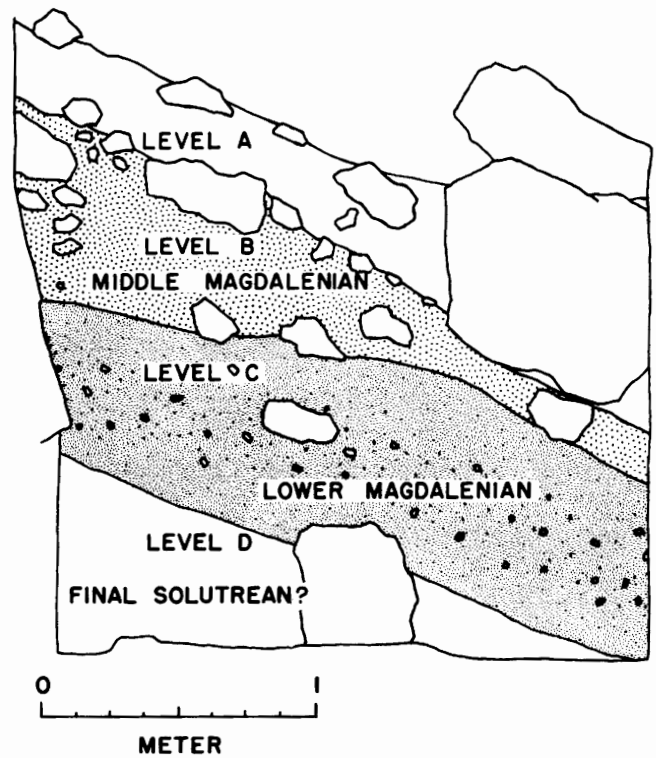 LEVEL A
LEVEL B
MIDDLE MAGDALENIAN
LEVEL C
LOWER MAGDALENIAN
LEVEL D
FINAL SOLUTREAN?
0 1
METER